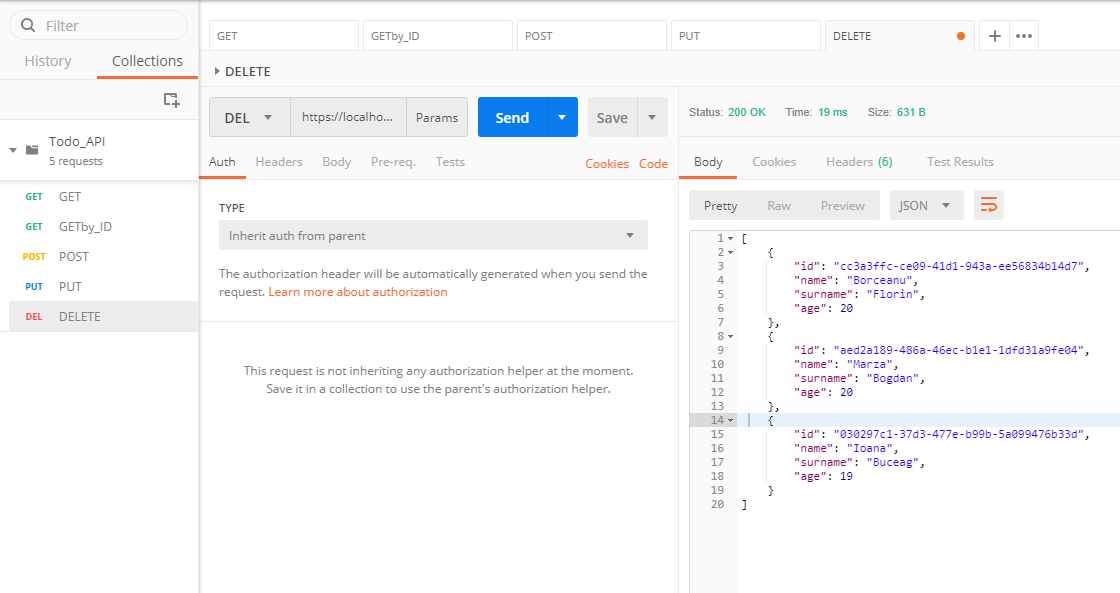 Filter
History Collections
Todo_API
5 requests
GET GET
GET GETby_ID
POST POST
PUT PUT
DEL DELETE
GET GETby_ID POST PUT DELETE
DELETE
DEL https://localho... Params Send Save
Auth Headers Body Pre-req. Tests Cookies Code
TYPE
Inherit auth from parent
The authorization header will be automatically generated when you send the
request. Learn more about authorization
This request is not inheriting any authorization helper at the moment.
Save it in a collection to use the parent's authorization helper.
Status: 200 OK Time: 19 ms Size: 631 B
Body Cookies Headers (6) Test Results
Pretty Raw Preview JSON
1 [
2 {
3 "id": "cc3a3ffc-ce09-41d1-943a-ee56834b14d7",
4 "name": "Borceanu",
5 "surname": "Florin",
6 "age": 20
7 },
8 {
9 "id": "aed2a189-486a-46ec-b1e1-1dfd31a9fe04",
10 "name": "Marza",
11 "surname": "Bogdan",
12 "age": 20
13 },
14 {
15 "id": "030297c1-37d3-477e-b99b-5a099476b33d",
16 "name": "Ioana",
17 "surname": "Buceag",
18 "age": 19
19 }
20 ]